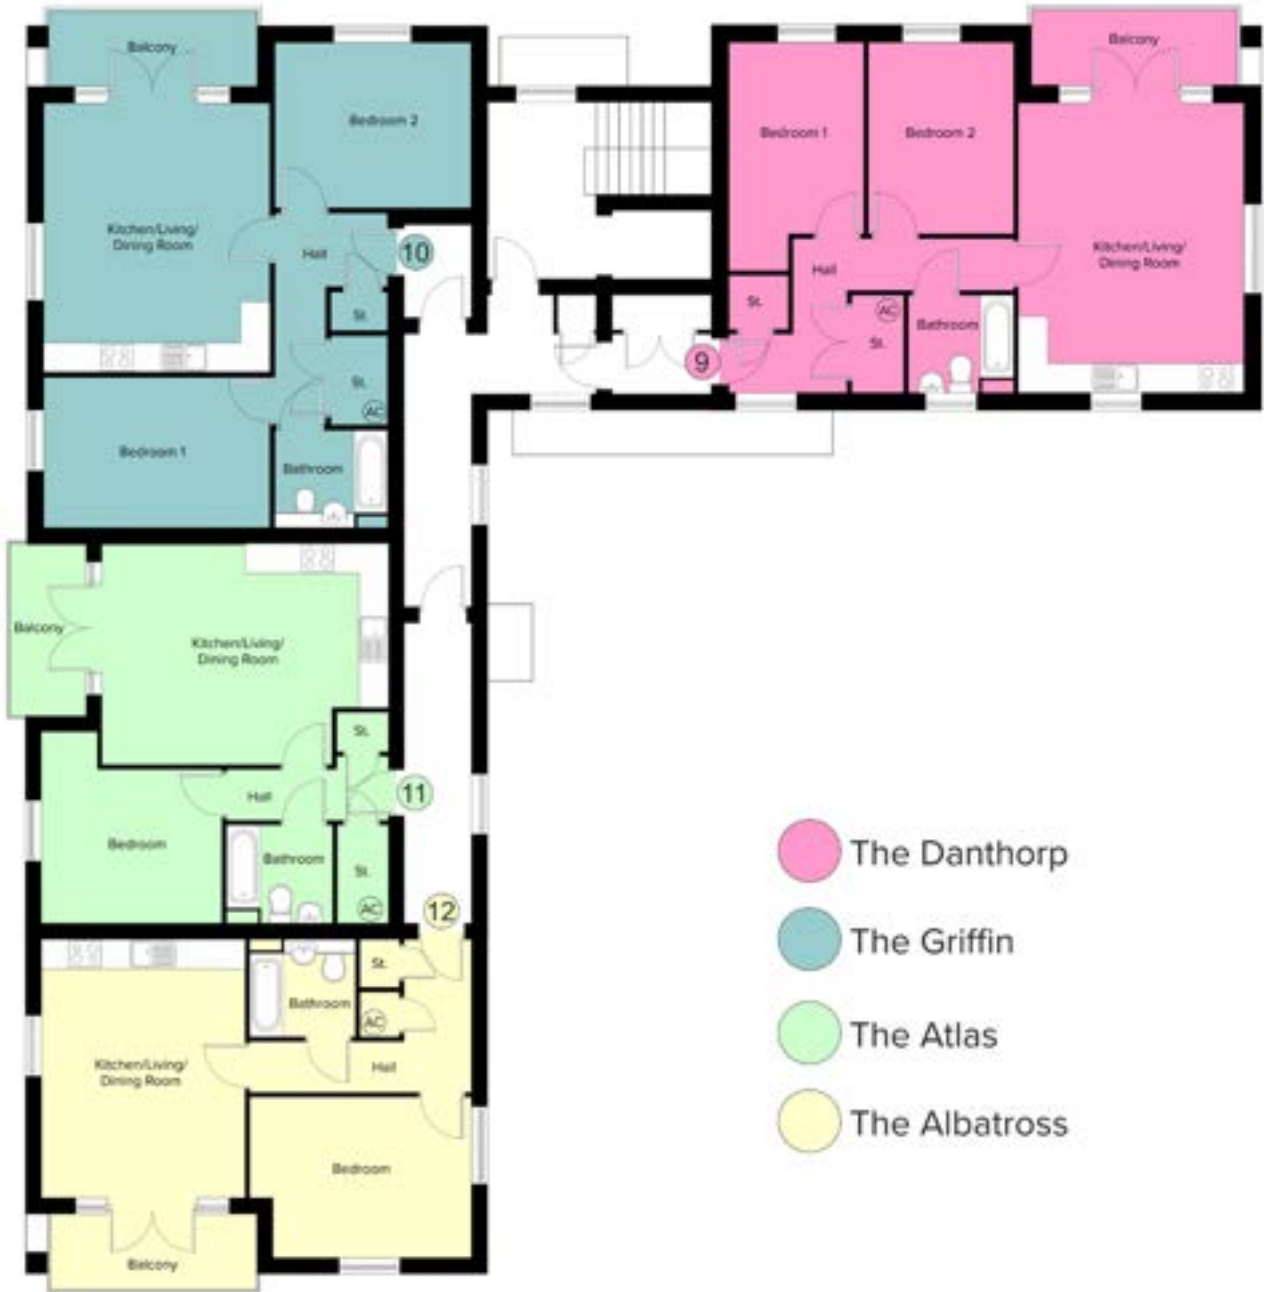 Balcony
Bedroom 2
Kitchen/Living/
Dining Room
Hall
10
St.
St.
AC
Bedroom 1
Bathroom
Balcony
Bedroom 1
Bedroom 2
Kitchen/Living/
Dining Room
Hall
St.
AC
St.
Bathroom
9
Balcony
Kitchen/Living/
Dining Room
St.
Hall
11
Bedroom
Bathroom
St.
AC
12
St.
Bathroom
AC
Kitchen/Living/
Dining Room
Hall
Bedroom
Balcony
The Danthorp
The Griffin
The Atlas
The Albatross